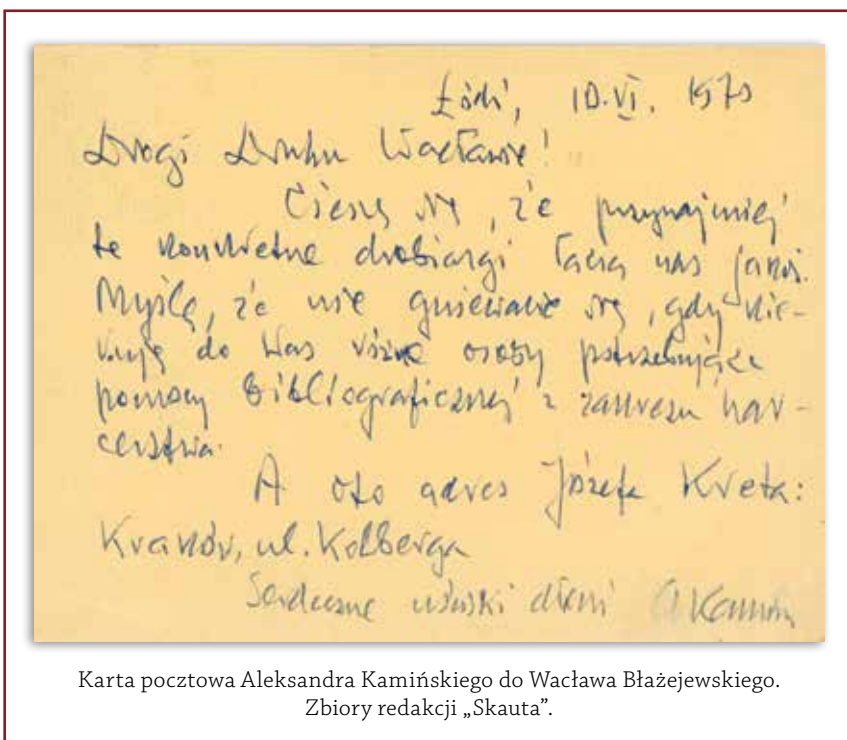 Łódź, 10.VI. 1970
Drogi Druhu Wacławie!
Cieszę się, że przynajmniej
te konkretne drobiazgi łączą nas jakoś.
Myślę, że nie gniewacie się, gdy kie-
ruję do Was różne osoby potrzebujące
pomocy bibliograficznej z zakresu har-
cerstwa.
A oto adres Józefa Kreta:
Kraków, ul. Kolberga
Serdeczne uściski dłoni AKamiń
Karta pocztowa Aleksandra Kamińskiego do Wacława Błażejewskiego.
Zbiory redakcji „Skauta”.